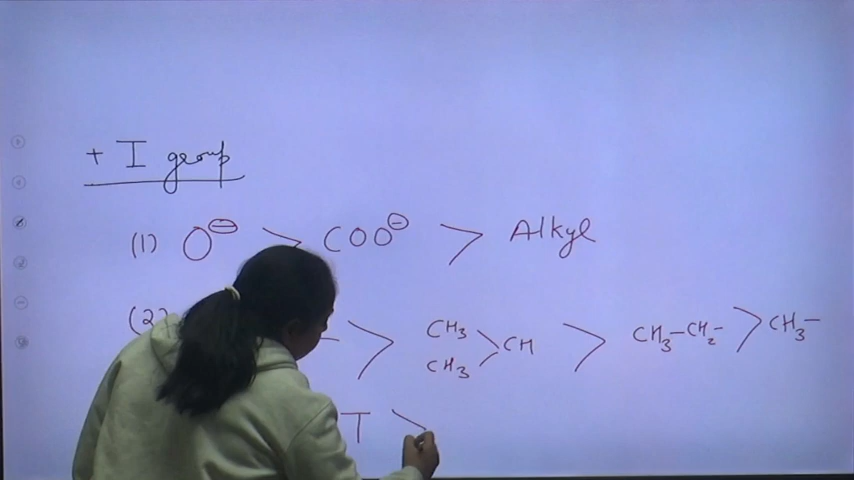 + I group
(1) O⊖ > COO⊖ > Alkyl
(2) > CH3 CH3 > CH > CH3-CH2- > CH3-
T >